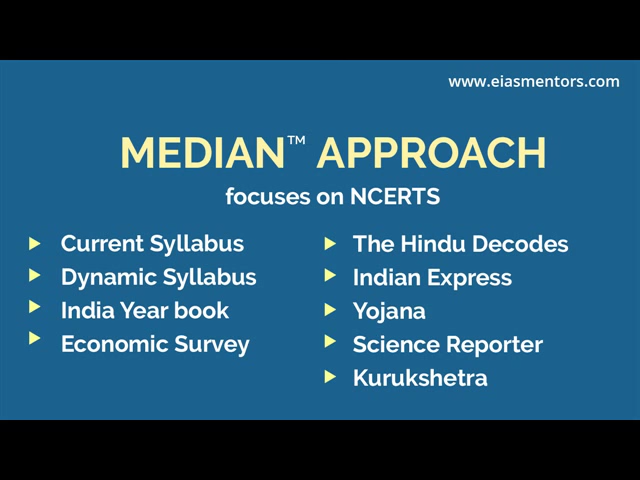 www.eiasmentors.com
MEDIAN™ APPROACH
focuses on NCERTS
Current Syllabus
Dynamic Syllabus
India Year book
Economic Survey
The Hindu Decodes
Indian Express
Yojana
Science Reporter
Kurukshetra